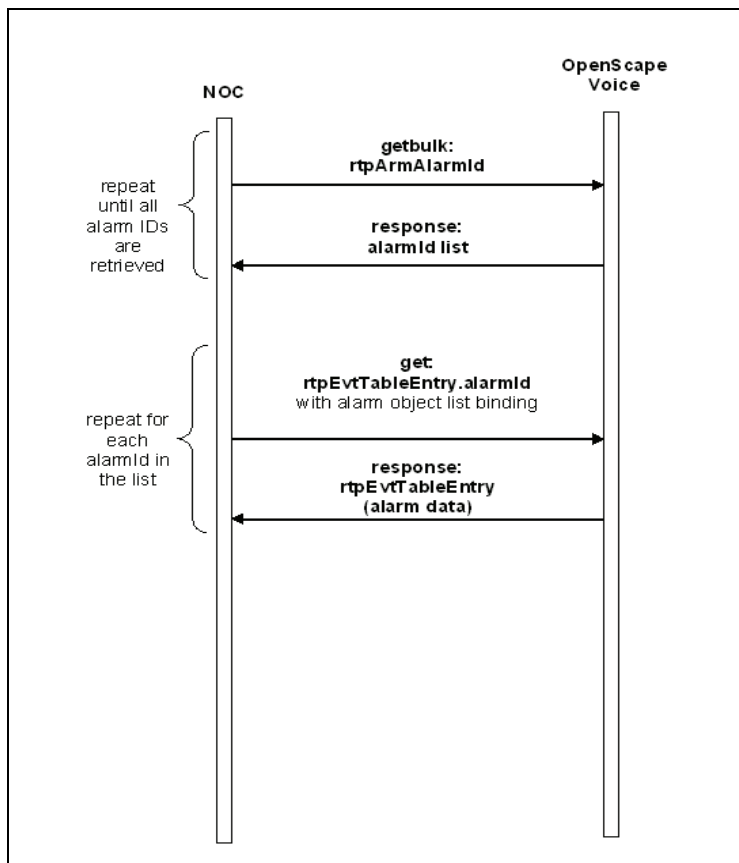 NOC
OpenScape
Voice
getbulk:
rtpArmAlarmId
repeat
until all
alarm IDs
are
retrieved
response:
alarmId list
get:
rtpEvtTableEntry.alarmId
with alarm object list binding
repeat for
each
alarmId in
the list
response:
rtpEvtTableEntry
(alarm data)